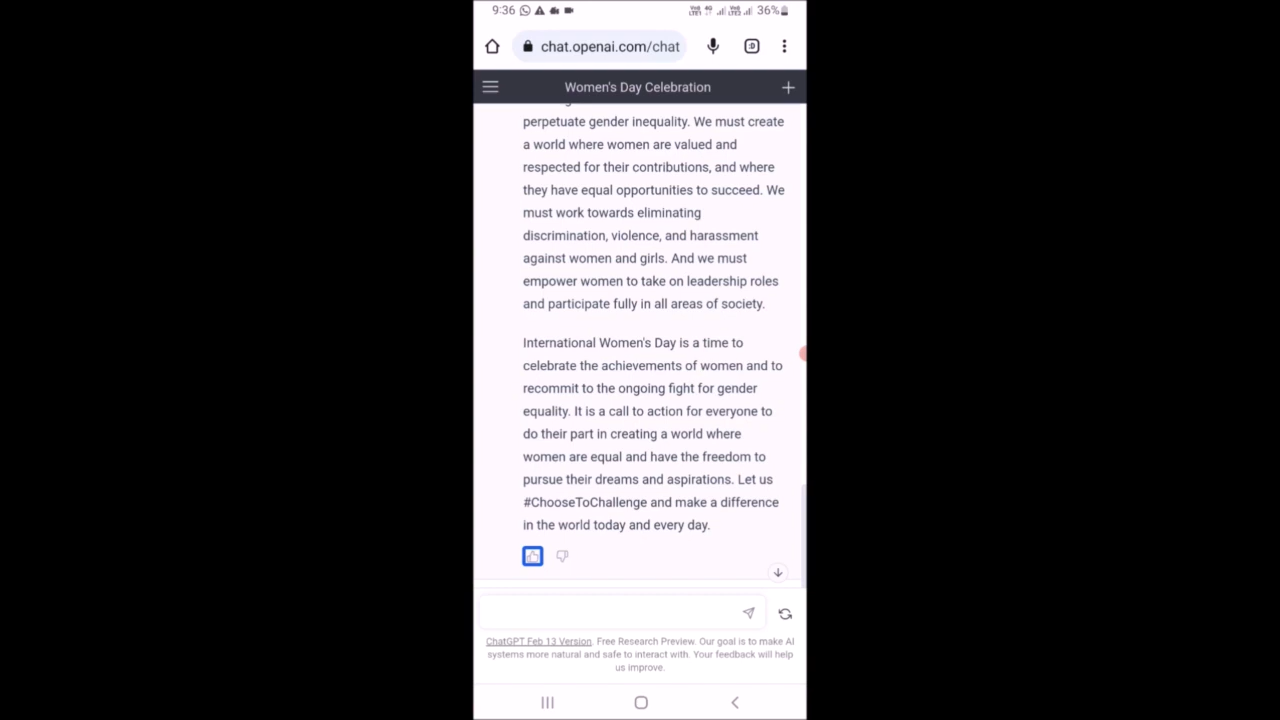 9:36 36%
chat.openai.com/chat :D
Women's Day Celebration
perpetuate gender inequality. We must create
a world where women are valued and
respected for their contributions, and where
they have equal opportunities to succeed. We
must work towards eliminating
discrimination, violence, and harassment
against women and girls. And we must
empower women to take on leadership roles
and participate fully in all areas of society.
International Women's Day is a time to
celebrate the achievements of women and to
recommit to the ongoing fight for gender
equality. It is a call to action for everyone to
do their part in creating a world where
women are equal and have the freedom to
pursue their dreams and aspirations. Let us
#ChooseToChallenge and make a difference
in the world today and every day.
ChatGPT Feb 13 Version. Free Research Preview. Our goal is to make AI
systems more natural and safe to interact with. Your feedback will help
us improve.